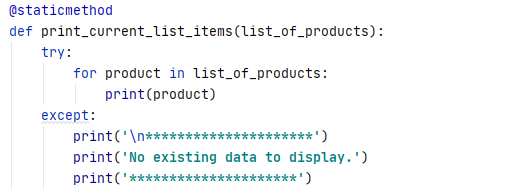 @staticmethod
def print_current_list_items(list_of_products):
    try:
        for product in list_of_products:
            print(product)
    except:
        print('\n*********************')
        print('No existing data to display.')
        print('*********************')